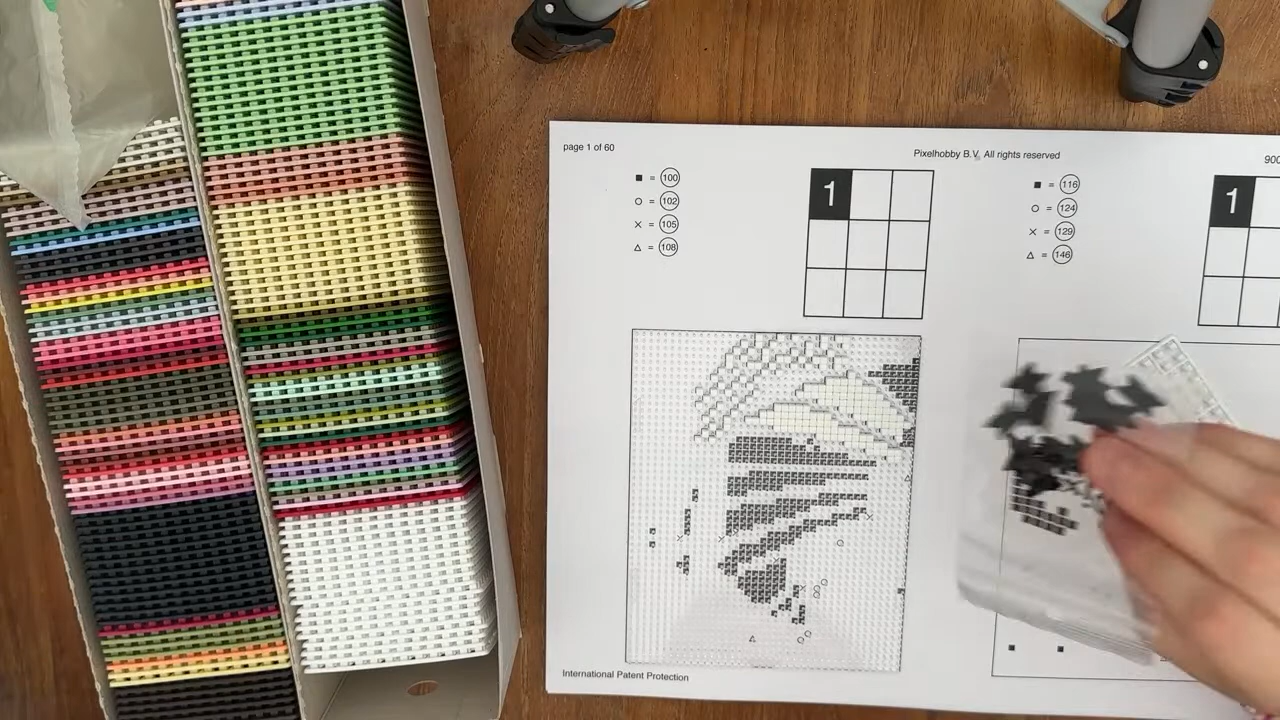 page 1 of 60
Pixelhobby B.V. All rights reserved
900
■ = 100
○ = 102
× = 105
△ = 108
1
■ = 116
○ = 124
× = 129
△ = 146
1
International Patent Protection